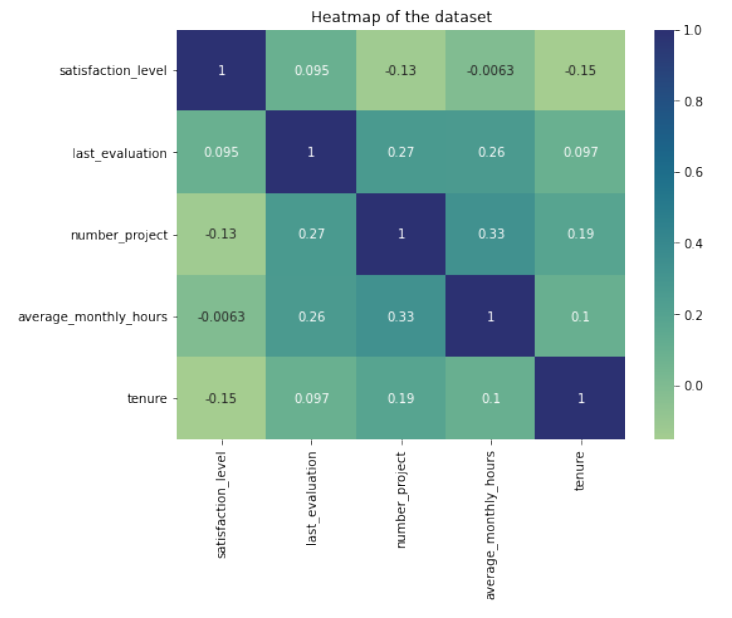 Heatmap of the dataset
satisfaction_level 1 0.095 -0.13 -0.0063 -0.15
last_evaluation 0.095 1 0.27 0.26 0.097
number_project -0.13 0.27 1 0.33 0.19
average_monthly_hours -0.0063 0.26 0.33 1 0.1
tenure -0.15 0.097 0.19 0.1 1
satisfaction_level
last_evaluation
number_project
average_monthly_hours
tenure
1.0
0.8
0.6
0.4
0.2
0.0